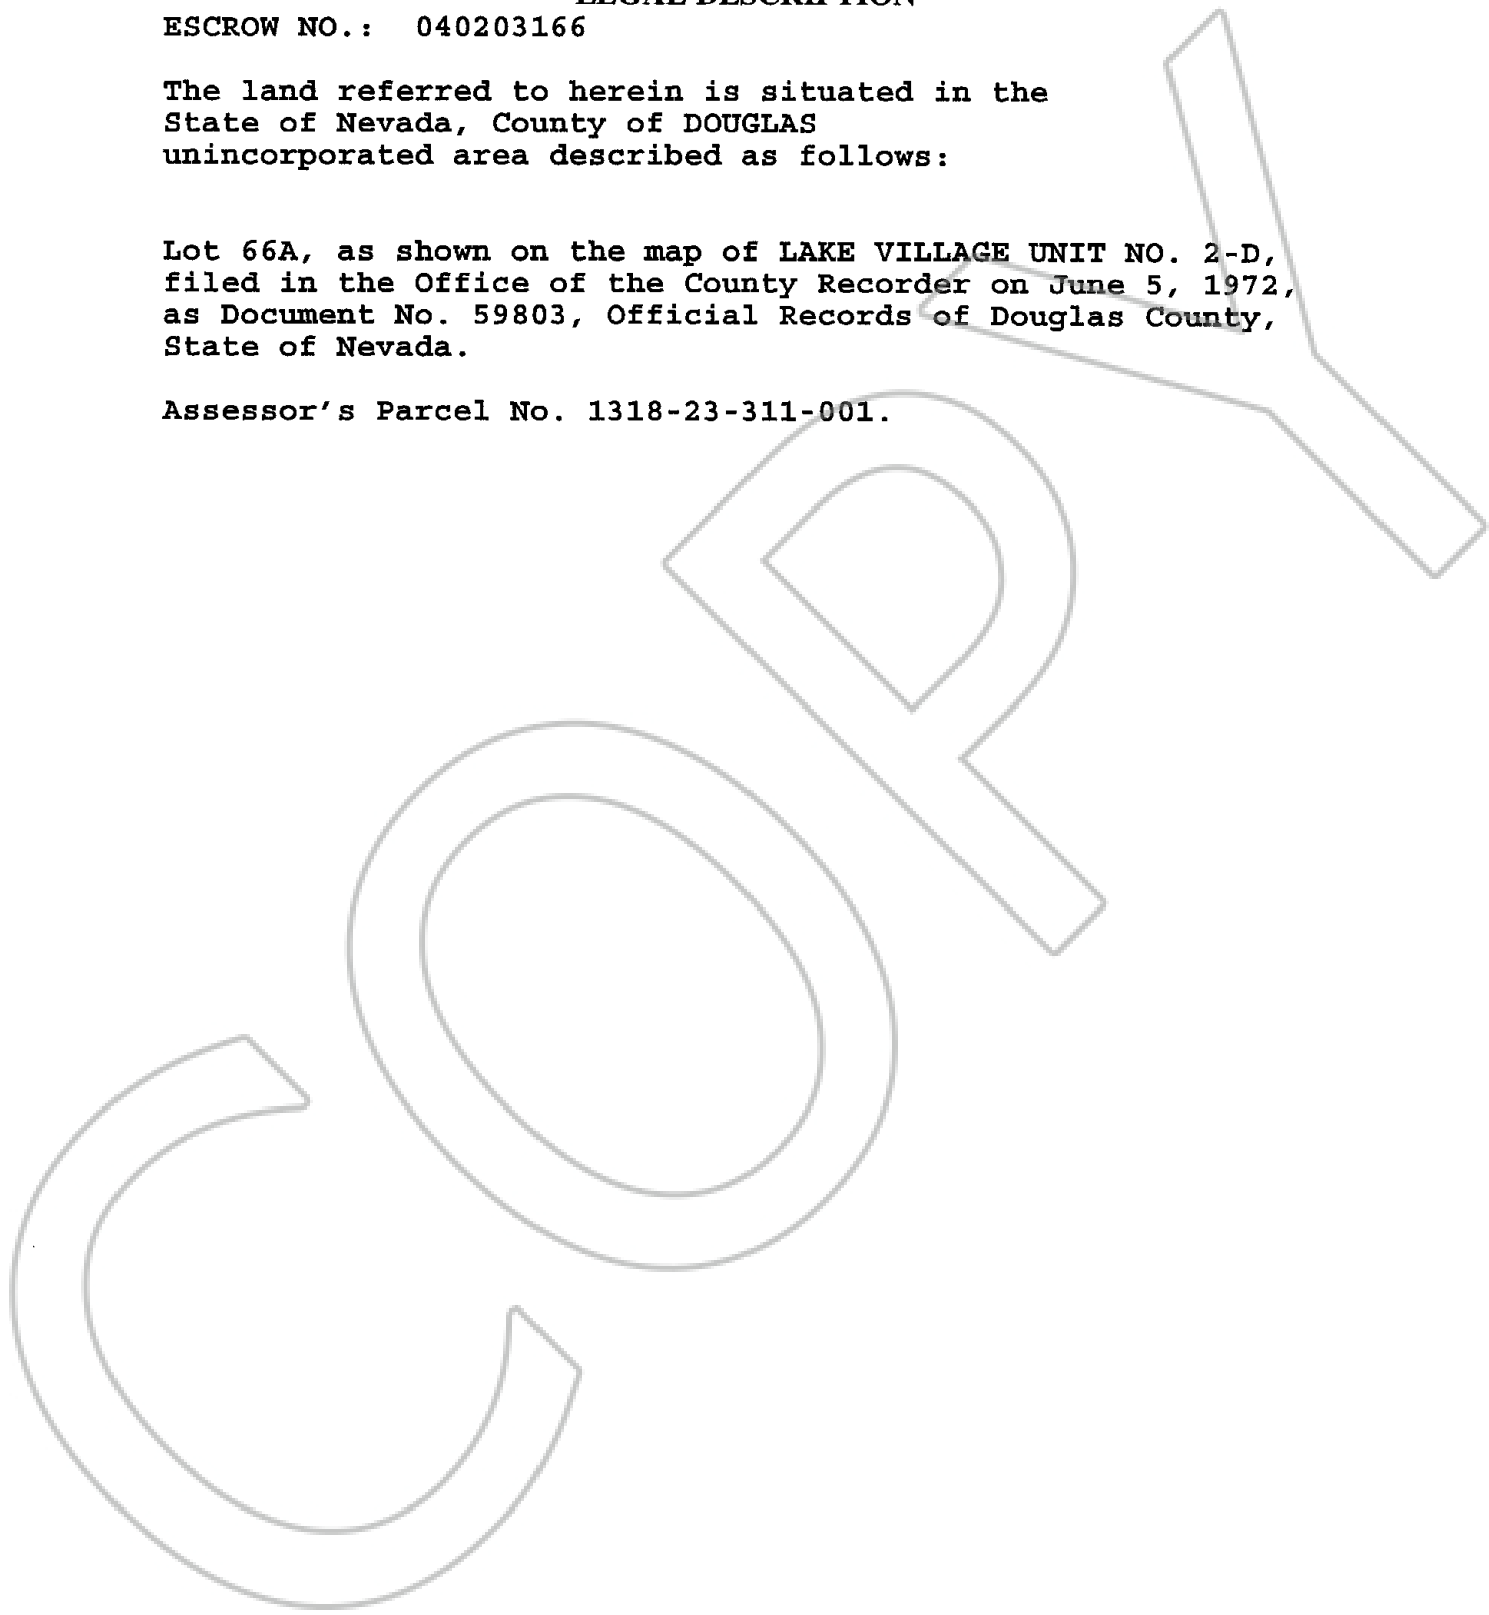 LEGAL DESCRIPTION
ESCROW NO.: 040203166
The land referred to herein is situated in the
State of Nevada, County of DOUGLAS
unincorporated area described as follows:
Lot 66A, as shown on the map of LAKE VILLAGE UNIT NO. 2-D,
filed in the Office of the County Recorder on June 5, 1972,
as Document No. 59803, Official Records of Douglas County,
State of Nevada.
Assessor's Parcel No. 1318-23-311-001.
COPY